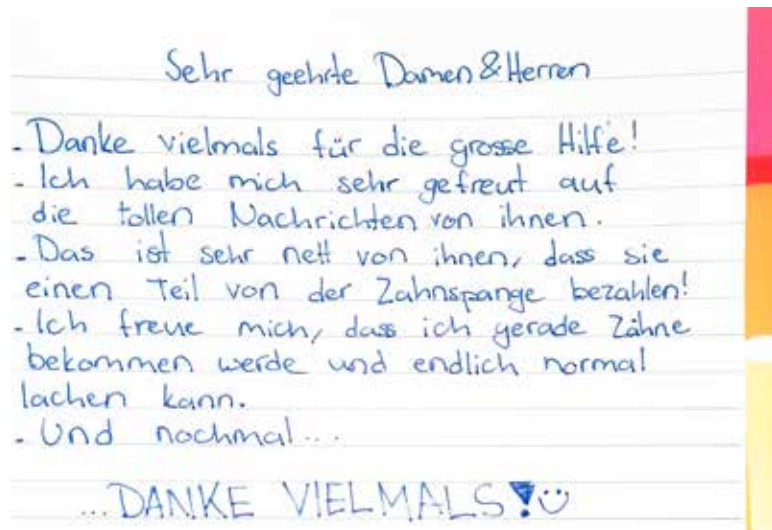 Sehr geehrte Damen & Herren
- Danke vielmals für die grosse Hilfe!
- Ich habe mich sehr gefreut auf
die tollen Nachrichten von ihnen.
- Das ist sehr nett von ihnen, dass sie
einen Teil von der Zahnspange bezahlen!
- Ich freue mich, dass ich gerade Zähne
bekommen werde und endlich normal
lachen kann.
- Und nochmal...
...DANKE VIELMALS! ☺